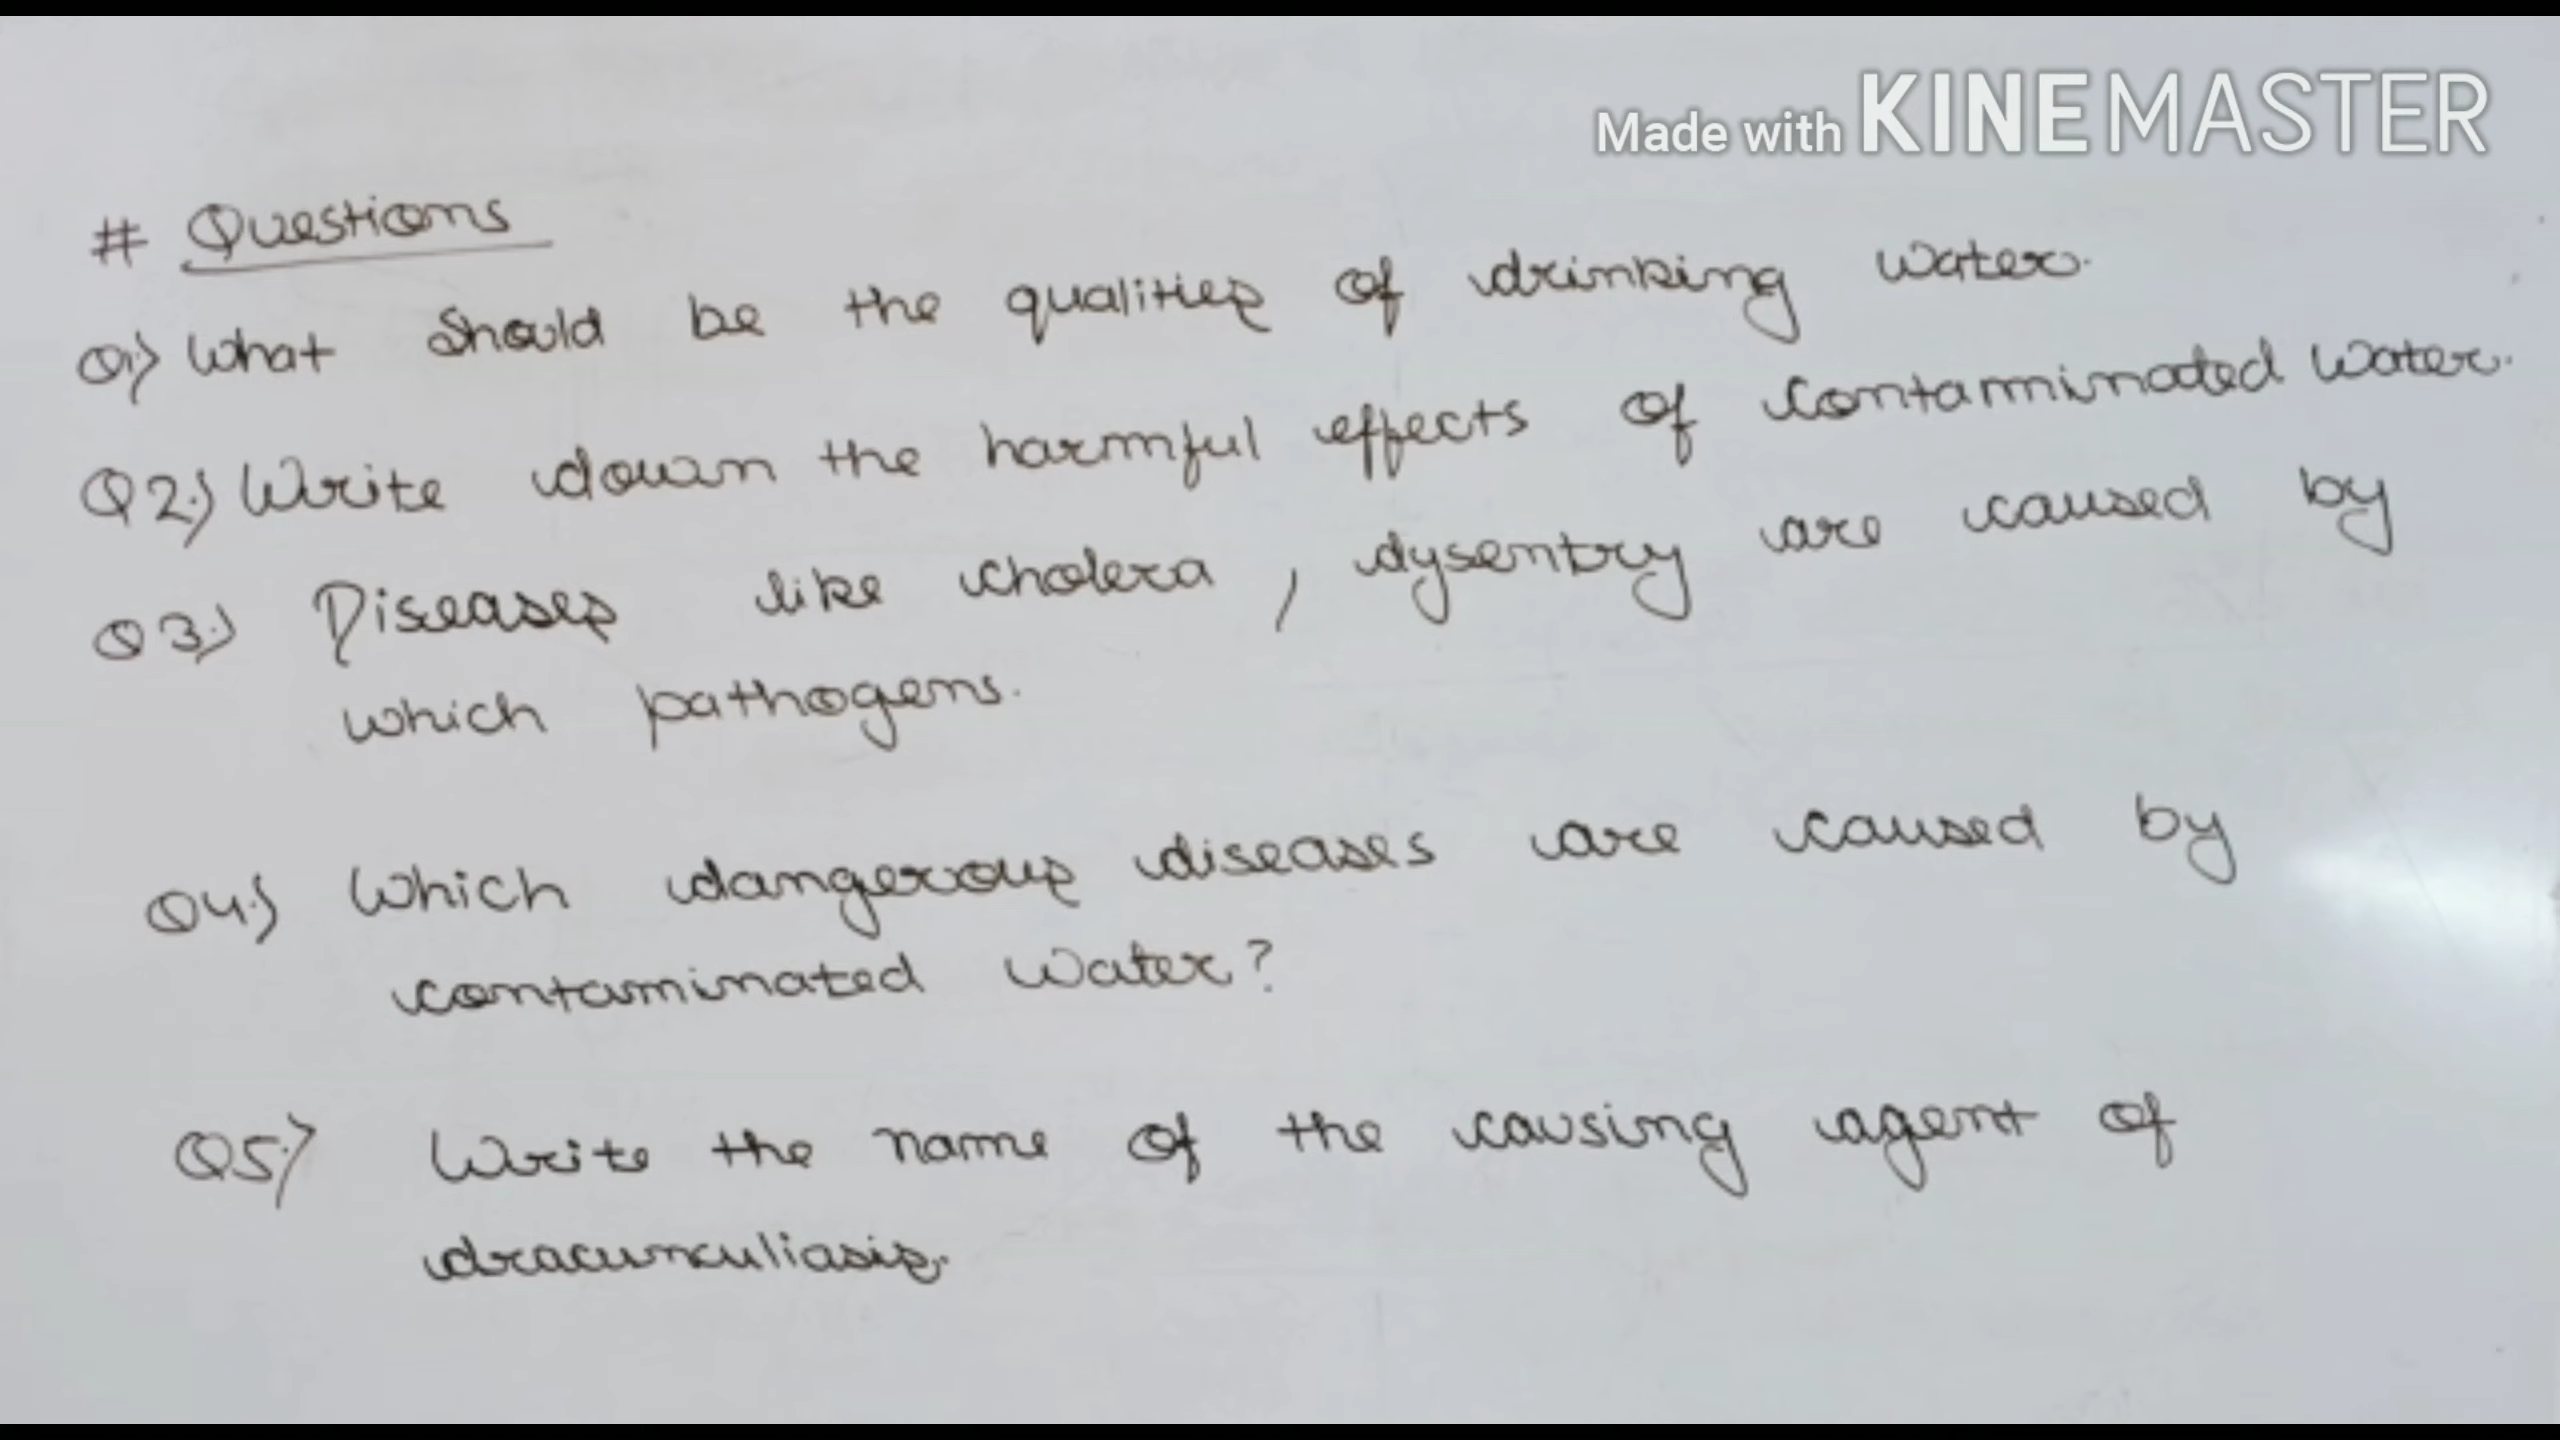 Made with KINEMASTER
# Questions
Q1) What should be the qualities of drinking water.
Q2.) Write down the harmful effects of contaminated water.
Q3.) Diseases like cholera, dysentry are caused by
which pathogens.
Q4.) Which dangerous diseases are caused by
contaminated water?
Q5.) Write the name of the causing agent of
dracunculiasis.